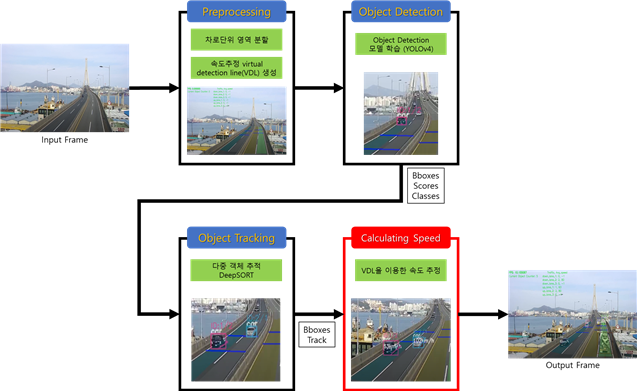 Preprocessing
자료단위 영역 분할
속도추정 virtual
detection line(VDL) 생성
Object Detection
Object Detection
모델 학습 (YOLOv4)
Input Frame
Bboxes
Scores
Classes
Object Tracking
다중 객체 추적
DeepSORT
Bboxes
Track
Calculating Speed
VDL을 이용한 속도 추정
Output Frame